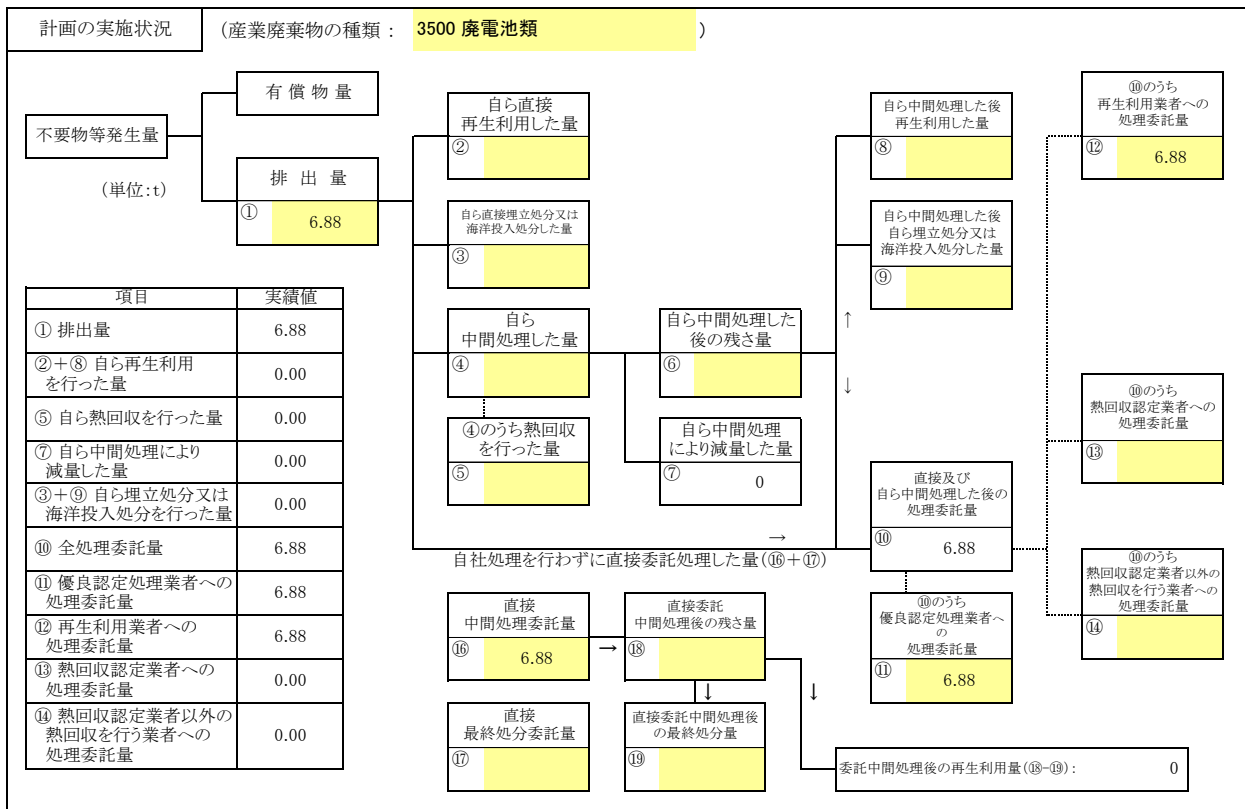 計画の実施状況
(産業廃棄物の種類： 3500 廃電池類 )
有償物量
不要物等発生量
(単位:t)
排出量
① 6.88
自ら直接
再生利用した量
②
自ら直接埋立処分又は
海洋投入処分した量
③
自ら
中間処理した量
④
④のうち熱回収
を行った量
⑤
自ら中間処理した
後の残さ量
⑥
自ら中間処理
により減量した量
⑦ 0
自ら中間処理した後
再生利用した量
⑧
自ら中間処理した後
自ら埋立処分又は
海洋投入処分した量
⑨
↑
↓
直接及び
自ら中間処理した後の
処理委託量
⑩ 6.88
⑩のうち
優良認定処理業者へ
の
処理委託量
⑪ 6.88
⑩のうち
再生利用業者への
処理委託量
⑫ 6.88
⑩のうち
熱回収認定業者への
処理委託量
⑬
⑩のうち
熱回収認定業者以外の
熱回収を行う業者への
処理委託量
⑭
→
自社処理を行わずに直接委託処理した量(⑯+⑰)
直接
中間処理委託量
⑯ 6.88
→
直接委託
中間処理後の残さ量
⑱
↓
↓
直接
最終処分委託量
⑰
直接委託中間処理後
の最終処分量
⑲
委託中間処理後の再生利用量(⑱-⑲)： 0
項目 実績値
① 排出量 6.88
②+⑧ 自ら再生利用
を行った量 0.00
⑤ 自ら熱回収を行った量 0.00
⑦ 自ら中間処理により
減量した量 0.00
③+⑨ 自ら埋立処分又は
海洋投入処分を行った量 0.00
⑩ 全処理委託量 6.88
⑪ 優良認定処理業者への
処理委託量 6.88
⑫ 再生利用業者への
処理委託量 6.88
⑬ 熱回収認定業者への
処理委託量 0.00
⑭ 熱回収認定業者以外の
熱回収を行う業者への
処理委託量 0.00